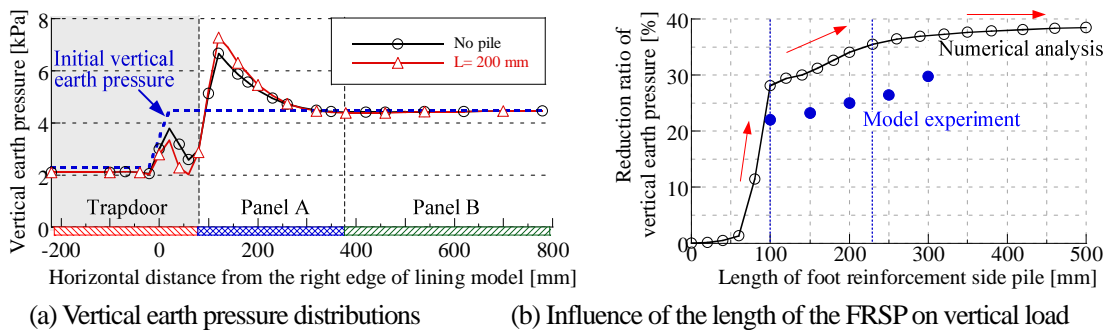 Vertical earth pressure [kPa]
8
6
4
2
0
Initial vertical
earth pressure
No pile
L= 200 mm
Trapdoor
Panel A
Panel B
-200
0
200
400
600
800
Horizontal distance from the right edge of lining model [mm]
(a) Vertical earth pressure distributions
Reduction ratio of
vertical earth pressure [%]
40
30
20
10
0
Numerical analysis
Model experiment
0
100
200
300
400
500
Length of foot reinforcement side pile [mm]
(b) Influence of the length of the FRSP on vertical load